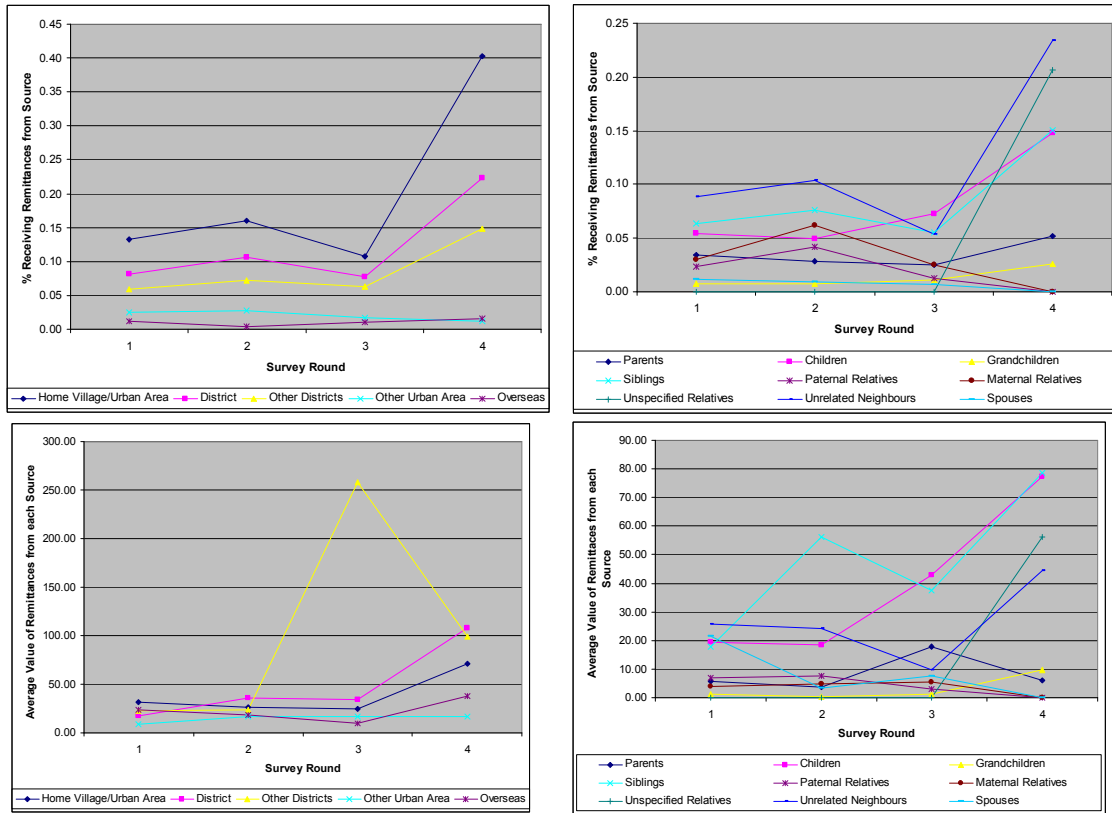 % Receiving Remittances from Source
0.45
0.40
0.35
0.30
0.25
0.20
0.15
0.10
0.05
0.00
1 2 3 4
Survey Round
Home Village/Urban Area District Other Districts Other Urban Area Overseas
% Receiving Remittances from Source
0.25
0.20
0.15
0.10
0.05
0.00
1 2 3 4
Survey Round
Parents Children Grandchildren
Siblings Paternal Relatives Maternal Relatives
Unspecified Relatives Unrelated Neighbours Spouses
Average Value of Remittances from each Source
300.00
250.00
200.00
150.00
100.00
50.00
0.00
1 2 3 4
Survey Round
Home Village/Urban Area District Other Districts Other Urban Area Overseas
Average Value of Remittaces from each
Source
90.00
80.00
70.00
60.00
50.00
40.00
30.00
20.00
10.00
0.00
1 2 3 4
Survey Round
Parents Children Grandchildren
Siblings Paternal Relatives Maternal Relatives
Unspecified Relatives Unrelated Neighbours Spouses